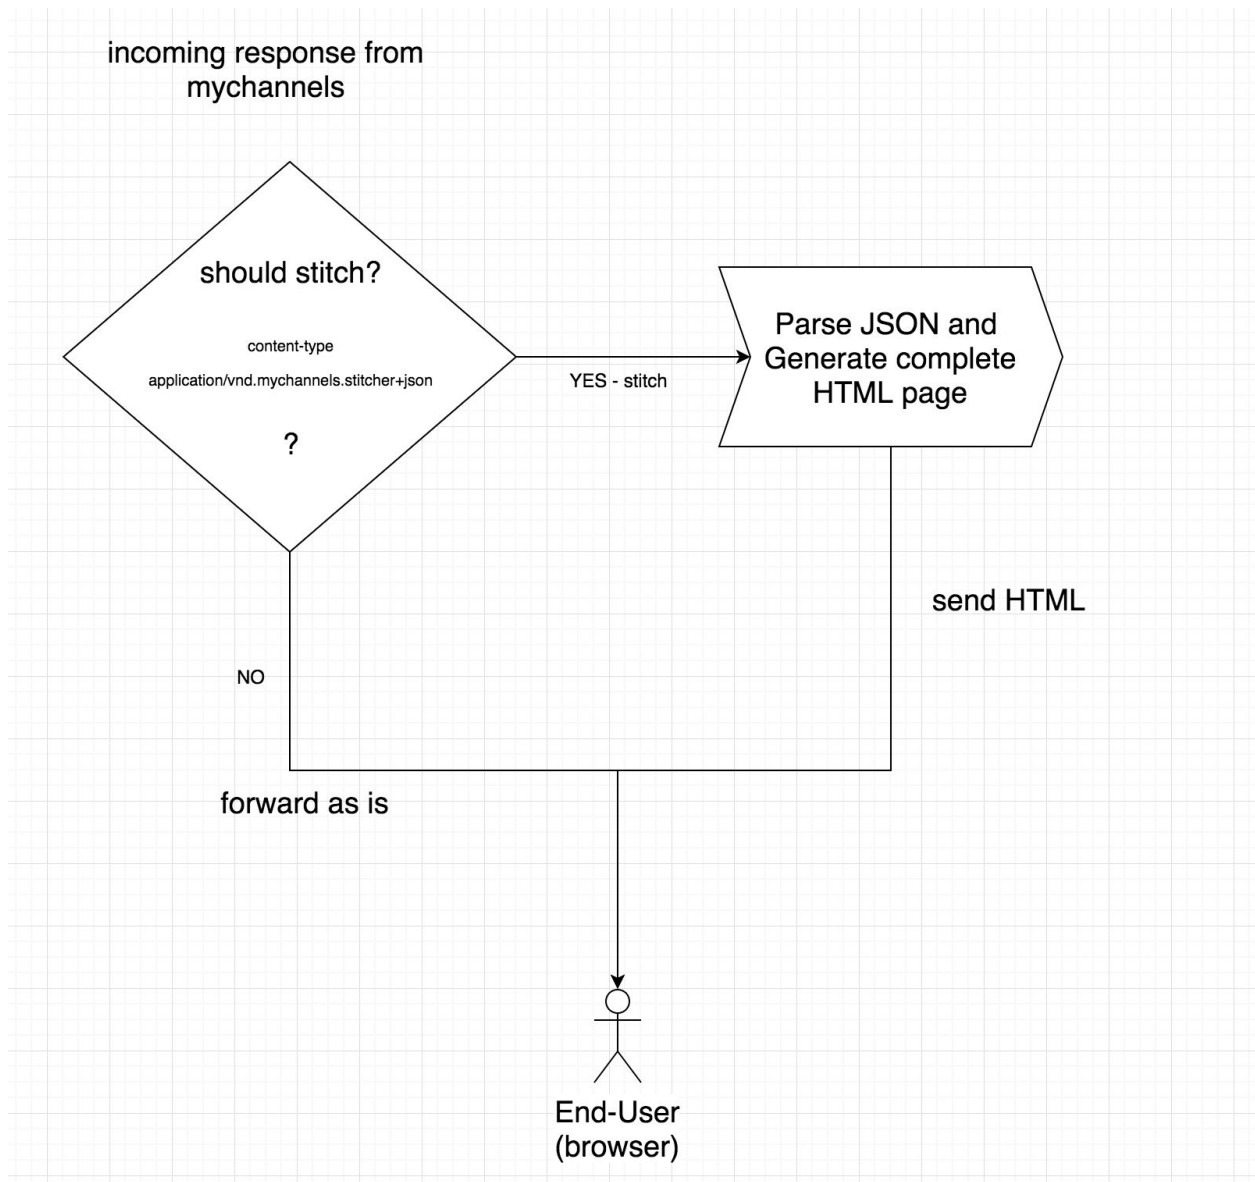 incoming response from
mychannels
should stitch?
content-type
application/vnd.mychannels.stitcher+json
?
YES - stitch
Parse JSON and
Generate complete
HTML page
send HTML
NO
forward as is
End-User
(browser)